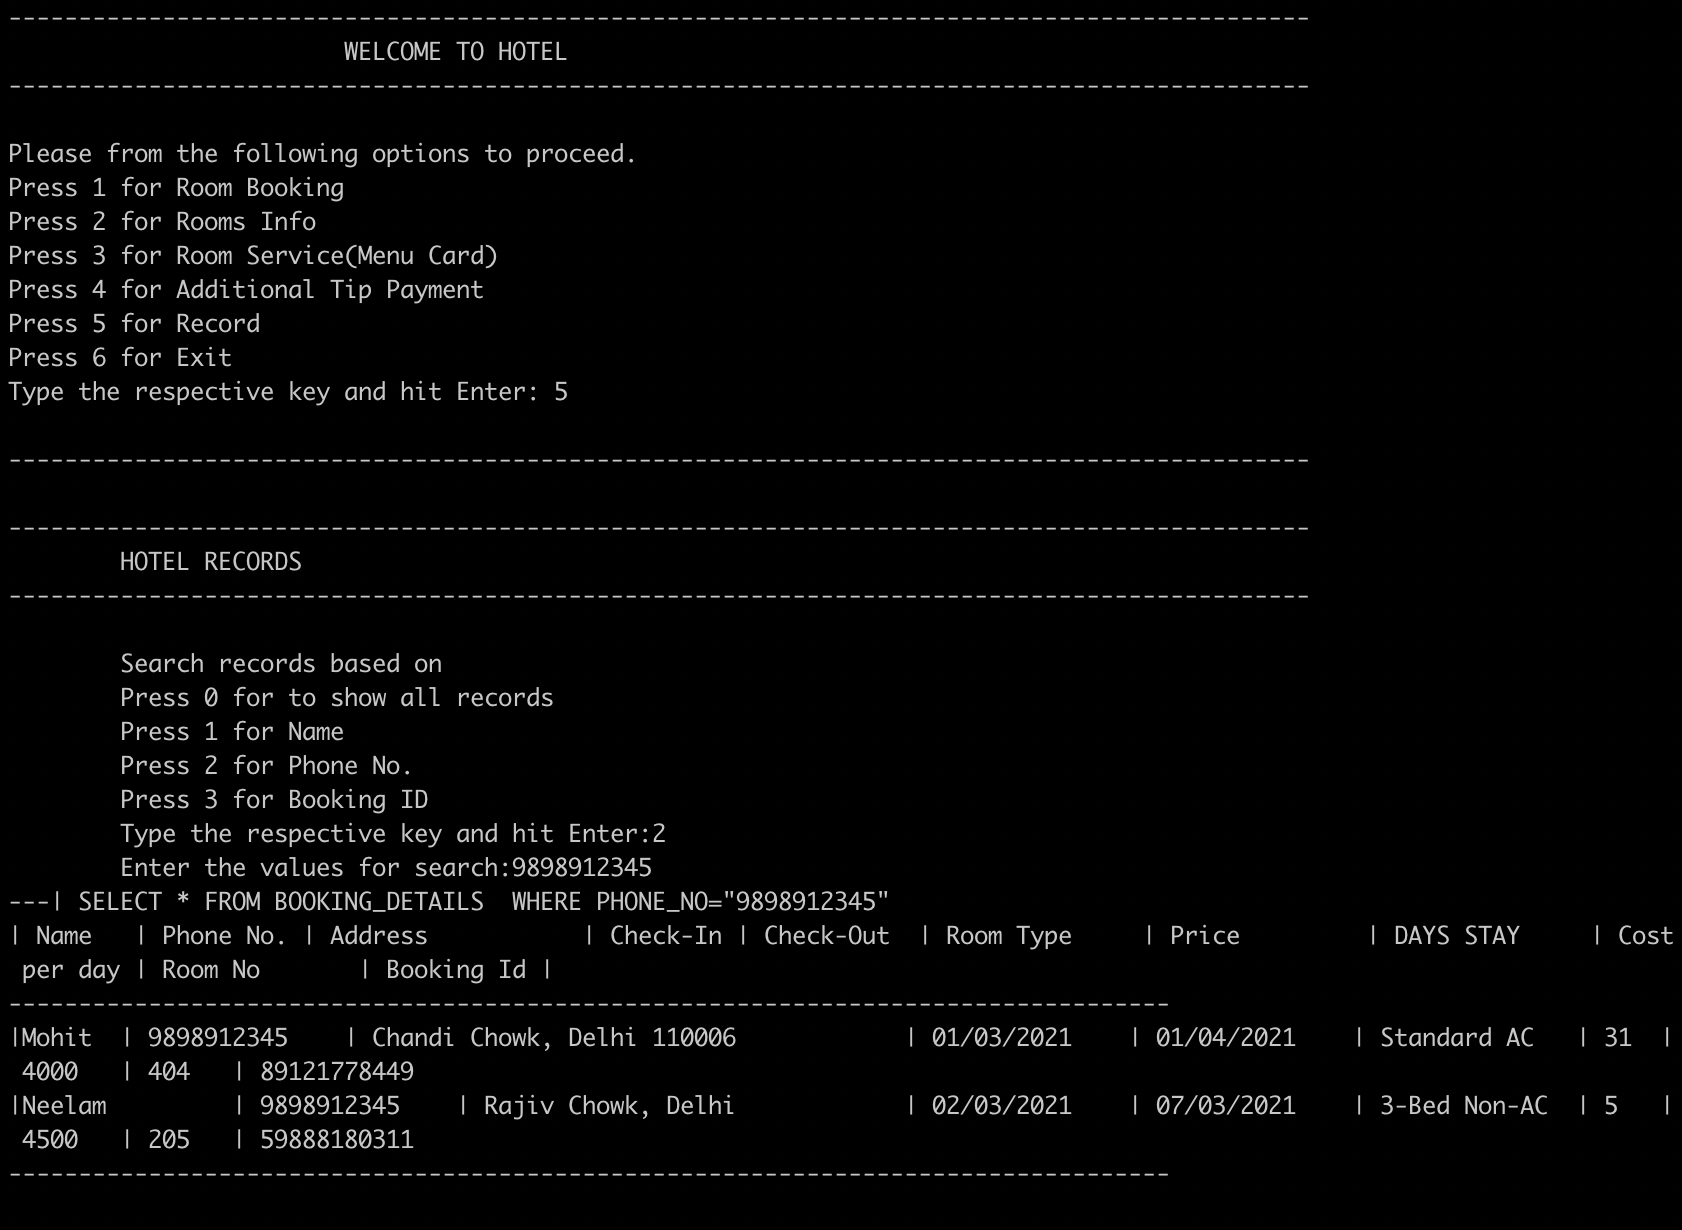 ---------------------------------------------------------------------------------------------
                        WELCOME TO HOTEL
---------------------------------------------------------------------------------------------

Please from the following options to proceed.
Press 1 for Room Booking
Press 2 for Rooms Info
Press 3 for Room Service(Menu Card)
Press 4 for Additional Tip Payment
Press 5 for Record
Press 6 for Exit
Type the respective key and hit Enter: 5

---------------------------------------------------------------------------------------------

---------------------------------------------------------------------------------------------
        HOTEL RECORDS
---------------------------------------------------------------------------------------------

        Search records based on
        Press 0 for to show all records
        Press 1 for Name
        Press 2 for Phone No.
        Press 3 for Booking ID
        Type the respective key and hit Enter:2
        Enter the values for search:9898912345
---| SELECT * FROM BOOKING_DETAILS  WHERE PHONE_NO="9898912345"
| Name   | Phone No. | Address           | Check-In | Check-Out  | Room Type     | Price         | DAYS STAY     | Cost
 per day | Room No       | Booking Id |
-----------------------------------------------------------------------------------
|Mohit  | 9898912345    | Chandi Chowk, Delhi 110006            | 01/03/2021    | 01/04/2021    | Standard AC   | 31  |
 4000   | 404   | 89121778449
|Neelam         | 9898912345    | Rajiv Chowk, Delhi            | 02/03/2021    | 07/03/2021    | 3-Bed Non-AC  | 5   |
 4500   | 205   | 59888180311
-----------------------------------------------------------------------------------